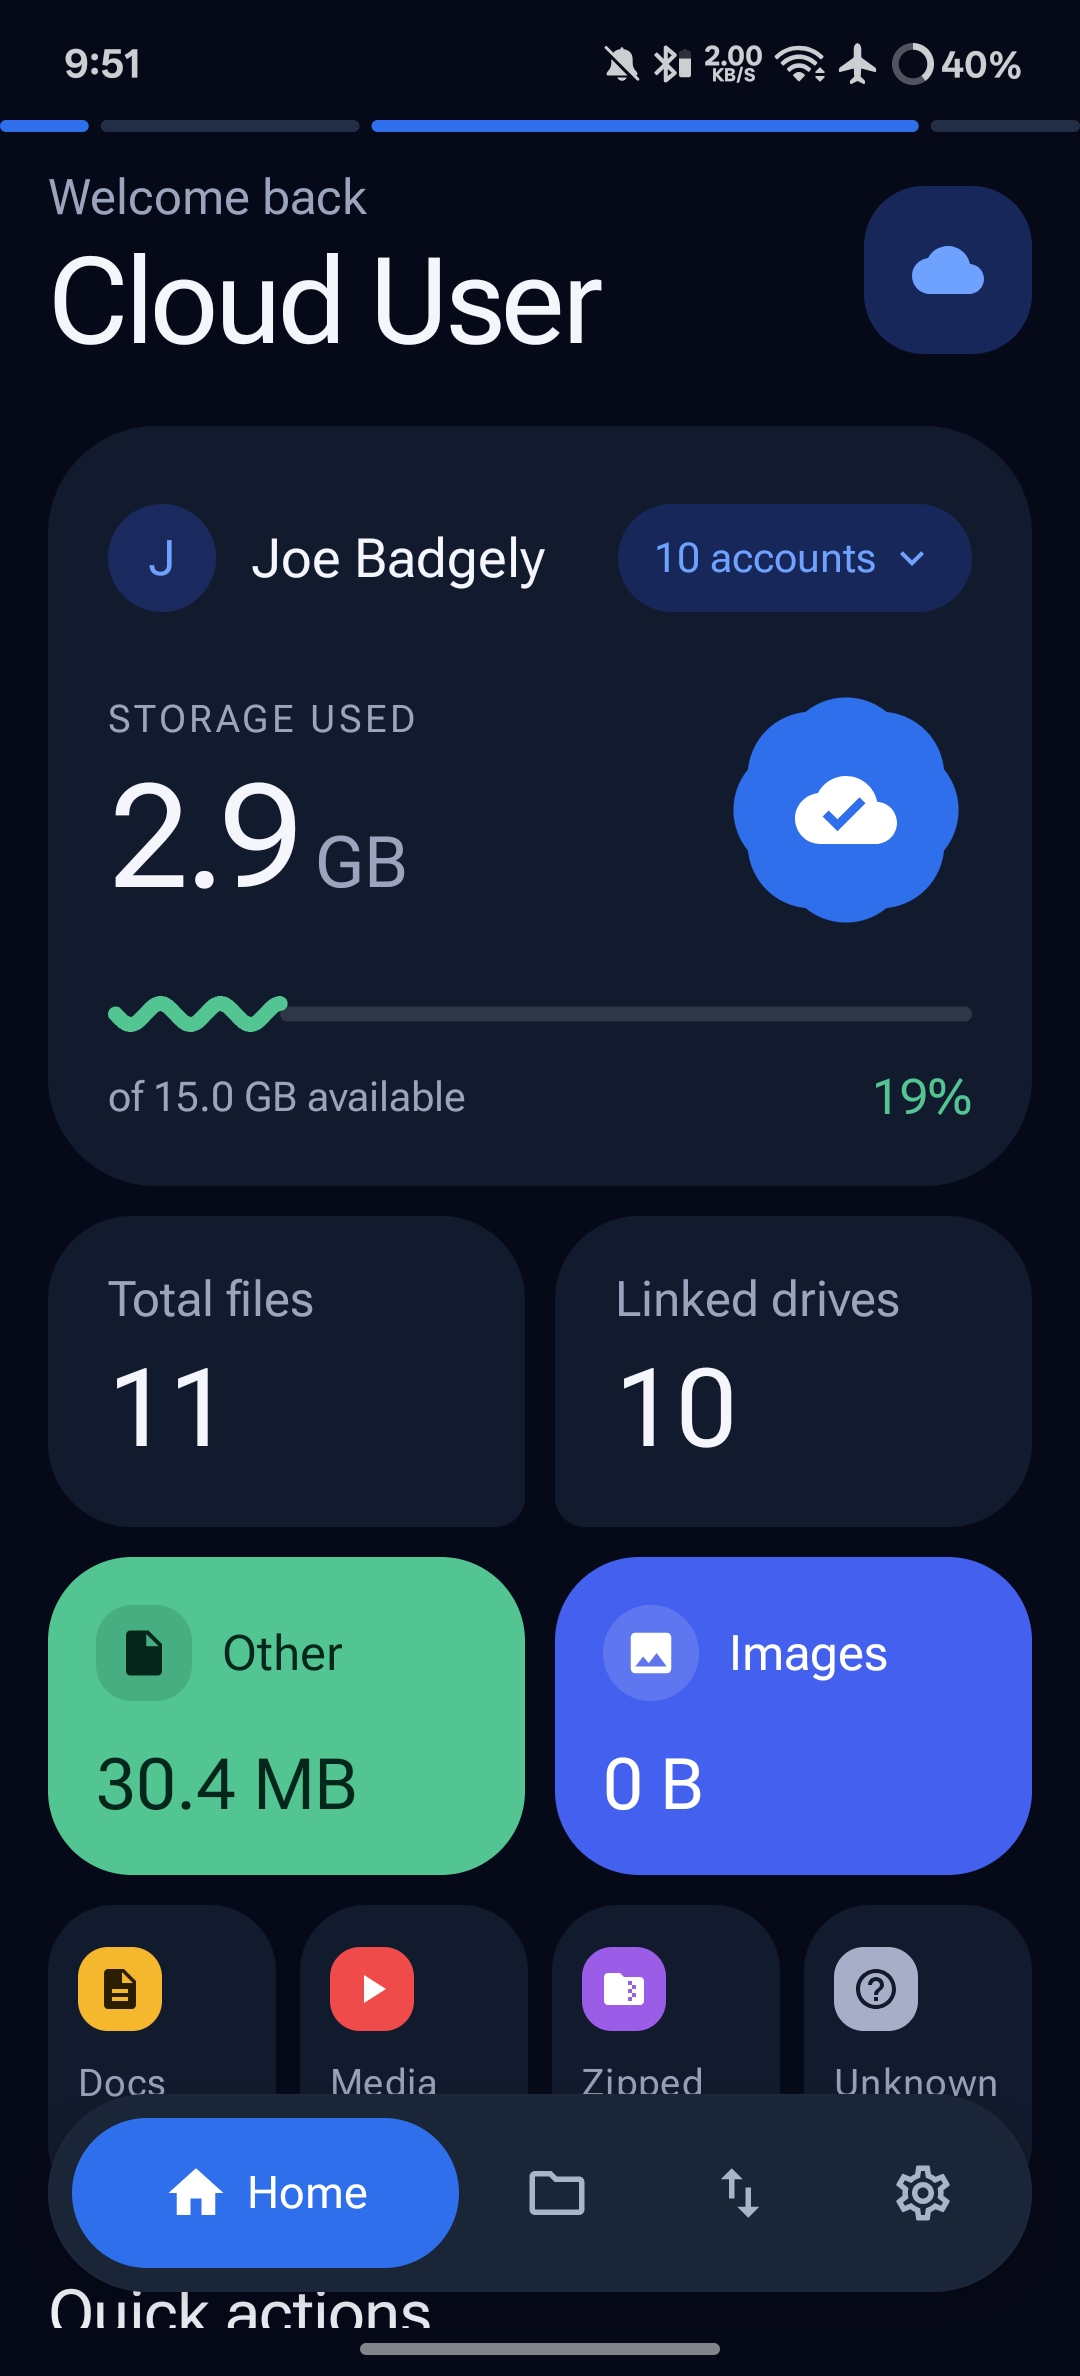 9:51
2.00
KB/S
40%
Welcome back
Cloud User
J
Joe Badgely
10 accounts
STORAGE USED
2.9 GB
of 15.0 GB available
19%
Total files
Linked drives
11
10
Other
Images
30.4 MB
0 B
Docs
Media
Zipped
Unknown
Home
Quick actions